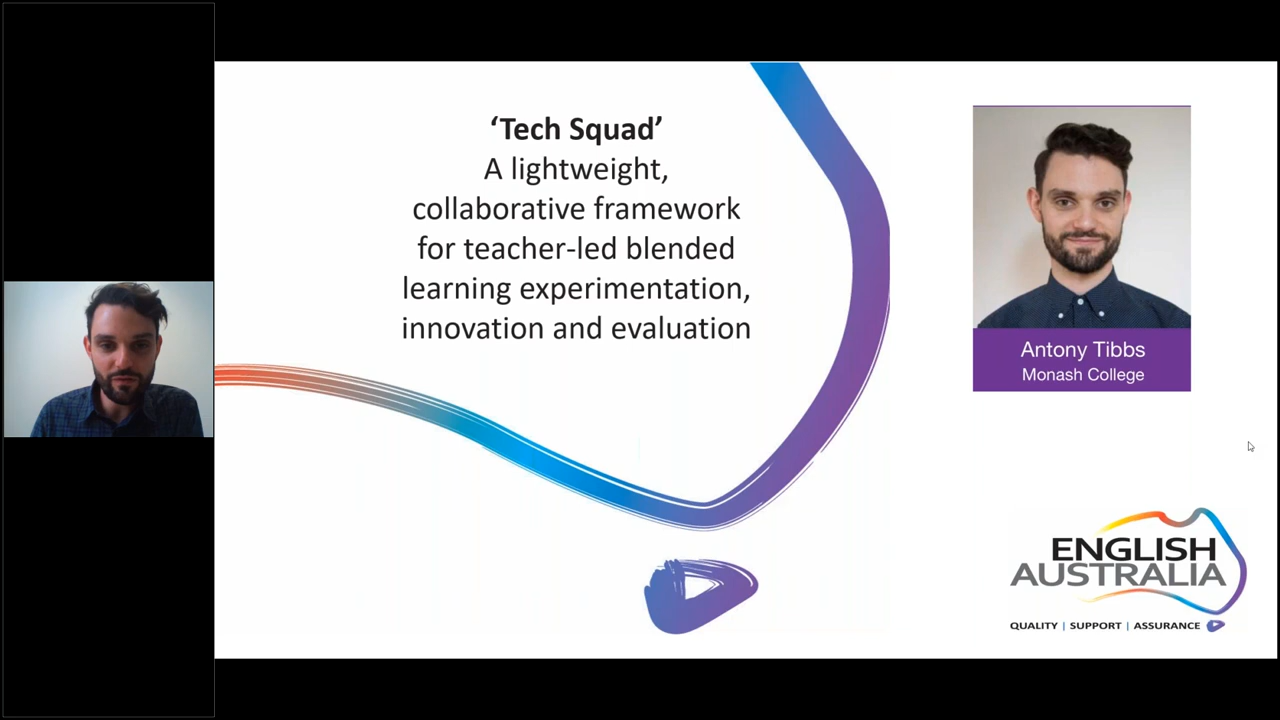 ‘Tech Squad’
A lightweight,
collaborative framework
for teacher-led blended
learning experimentation,
innovation and evaluation
Antony Tibbs
Monash College
ENGLISH
AUSTRALIA
QUALITY | SUPPORT | ASSURANCE